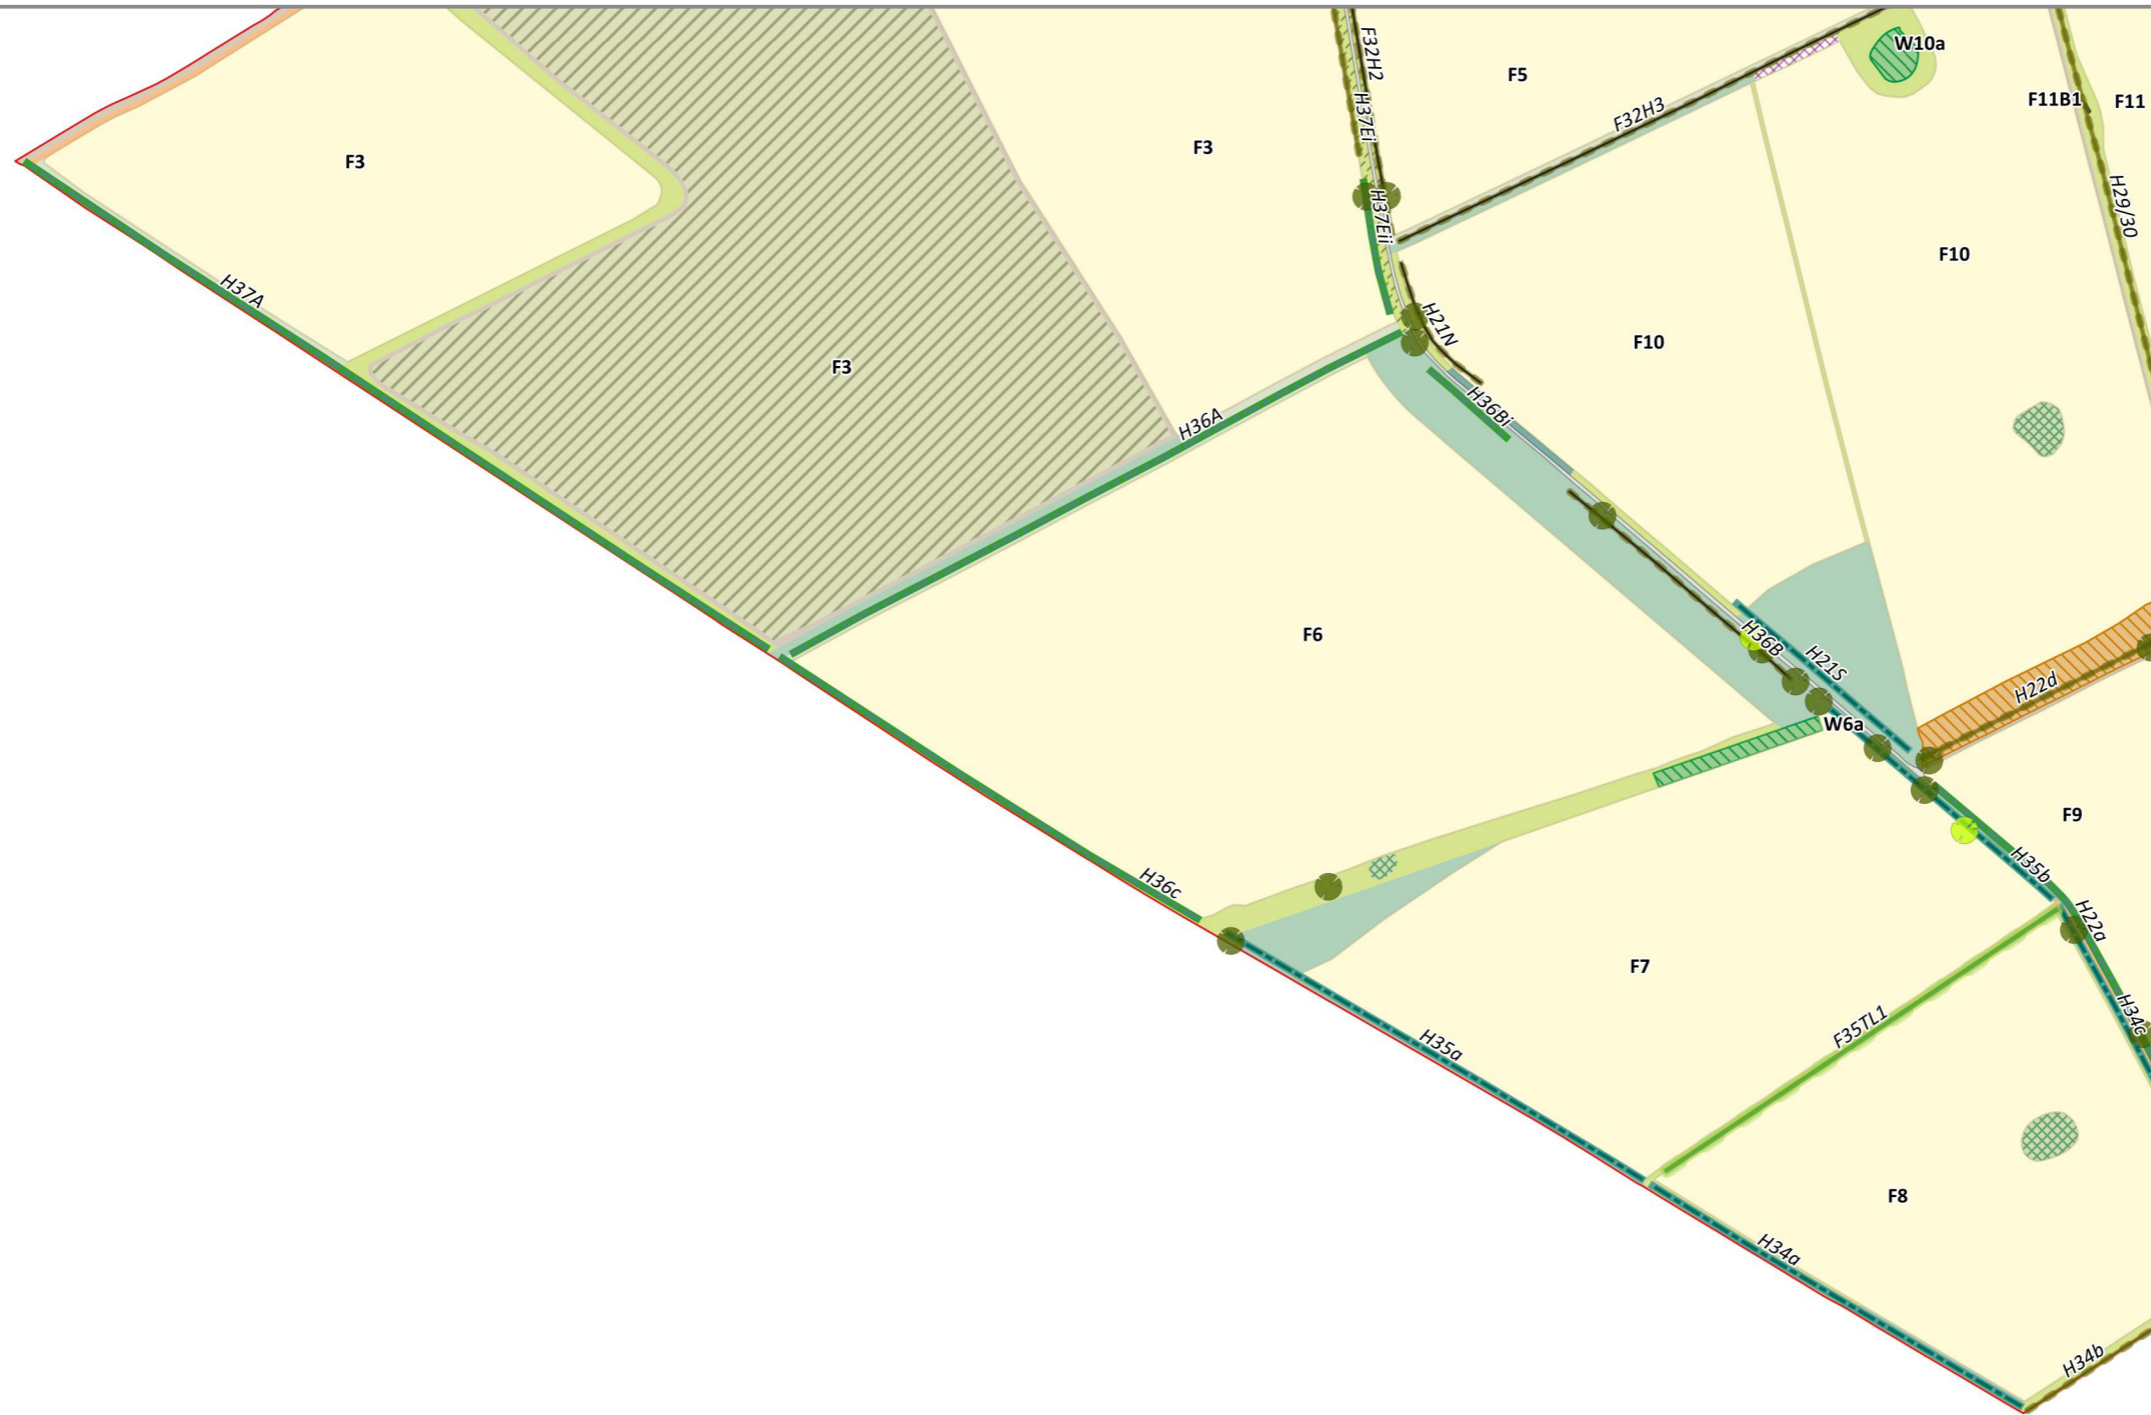 W10a
F32H2
F5
F11B1
F11
H37Ei
F32H3
F3
F3
H29/30
H37Eii
F10
H37A
H21N
F10
F3
H36Bi
H36A
F6
H36B
H21S
H22d
W6a
F9
H35b
H36c
H22a
F7
H34c
F35TL1
H35a
F8
H34a
H34b